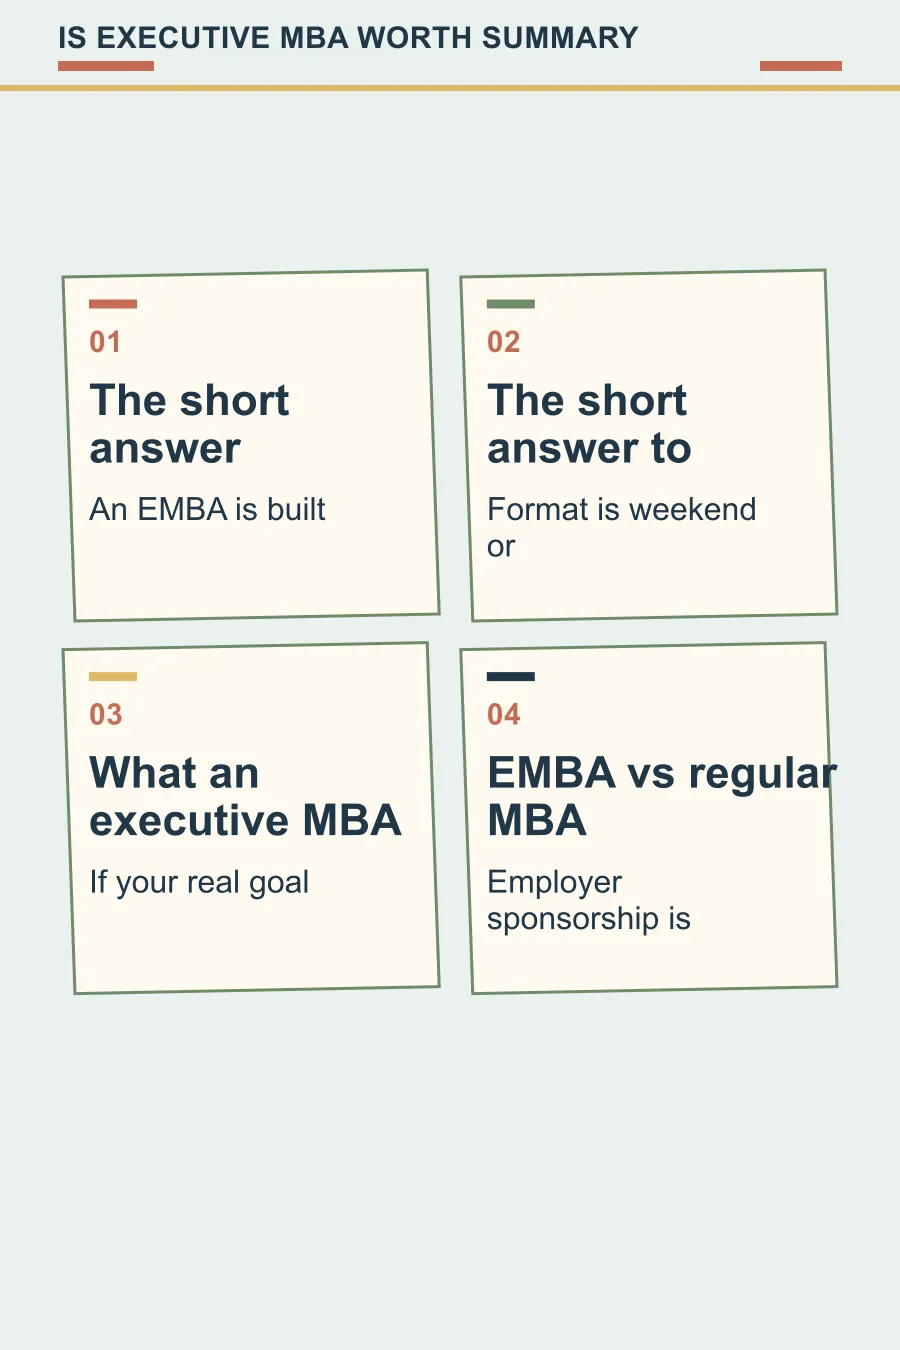 IS EXECUTIVE MBA WORTH SUMMARY
01
The short
answer
An EMBA is built
02
The short
answer to
Format is weekend
or
03
What an
executive MBA
If your real goal
04
EMBA vs regular
MBA
Employer
sponsorship is